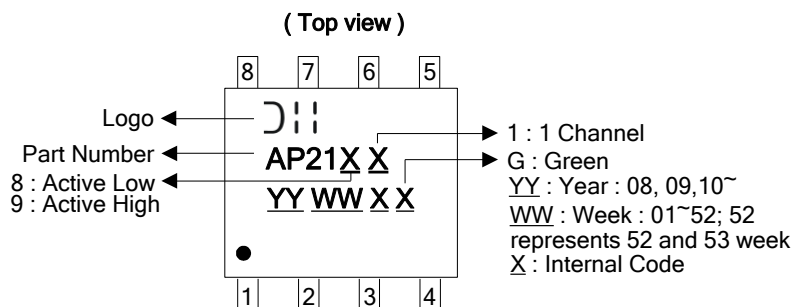 ( Top view )
8 7 6 5
Logo
Part Number
8 : Active Low
9 : Active High
AP21X X
YY WW X X
1 : 1 Channel
G : Green
YY : Year : 08, 09,10~
WW : Week : 01~52; 52
represents 52 and 53 week
X : Internal Code
1 2 3 4